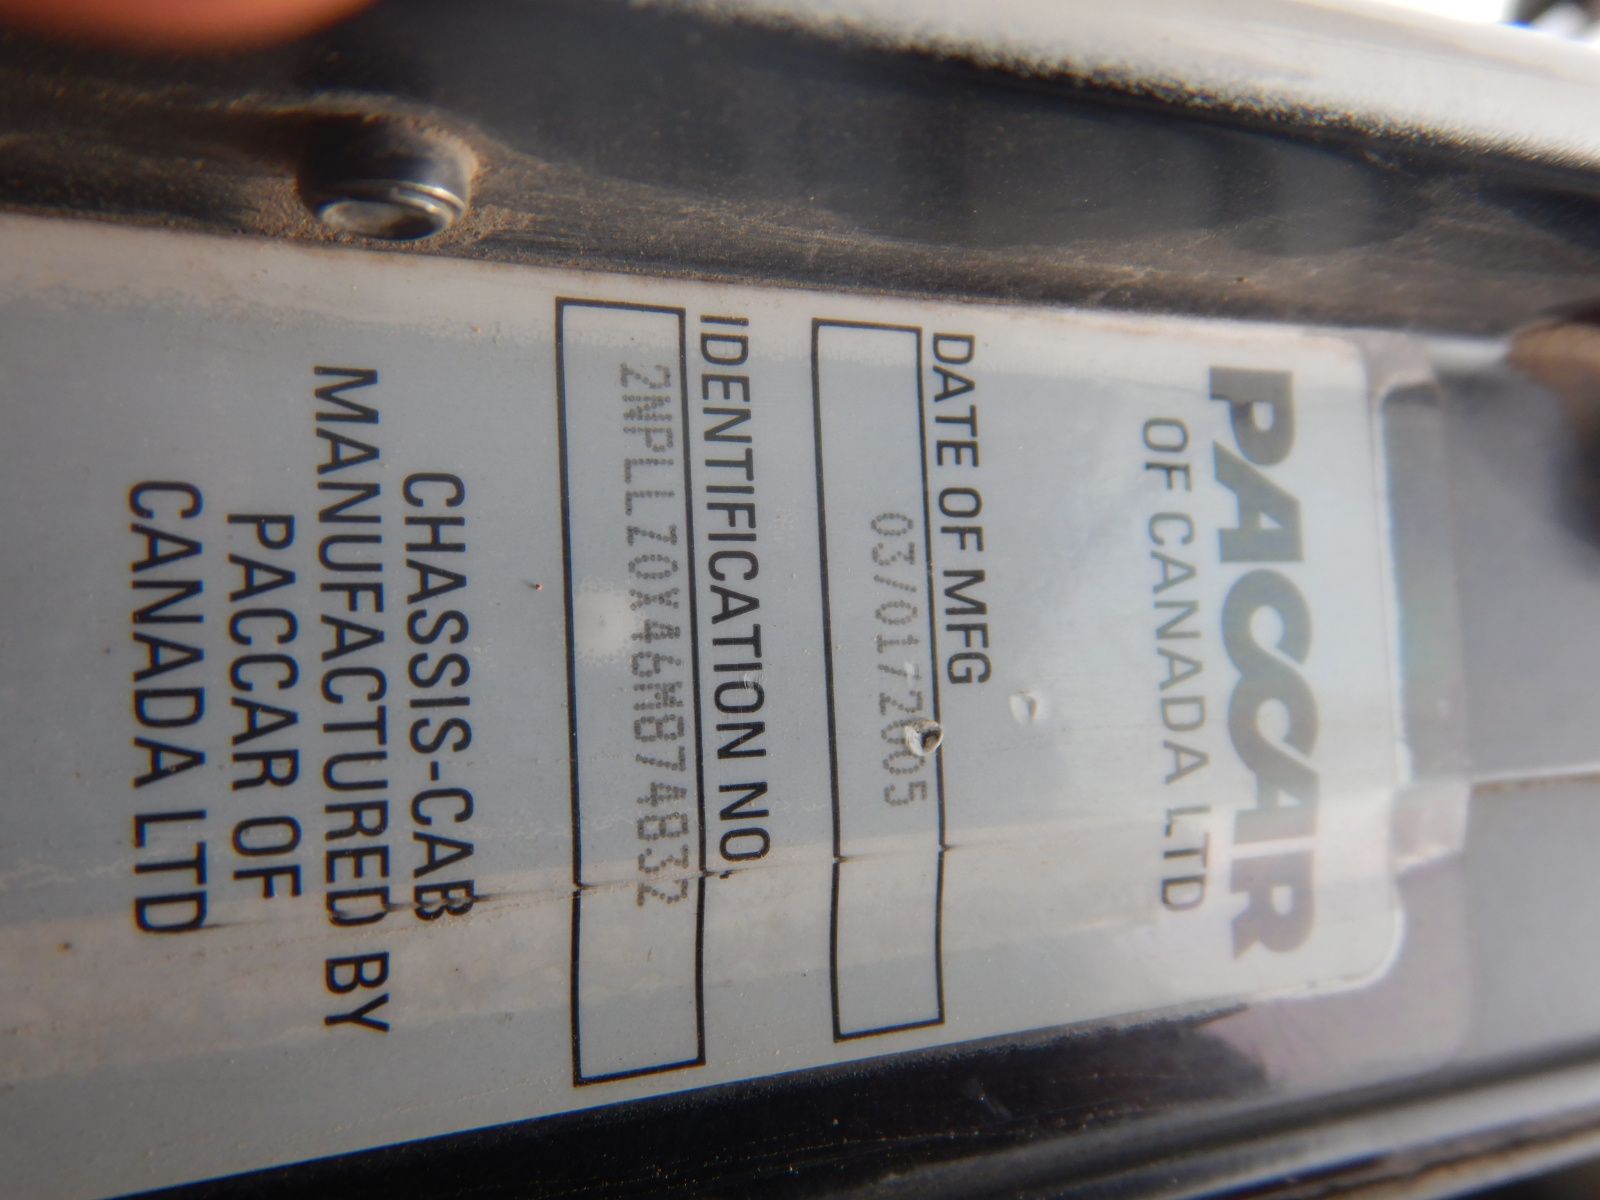 PACCAR
OF CANADA LTD
DATE OF MFG
03/01/2005
IDENTIFICATION NO.
2NPLLZ0X46M874832
CHASSIS-CAB
MANUFACTURED BY
PACCAR OF
CANADA LTD